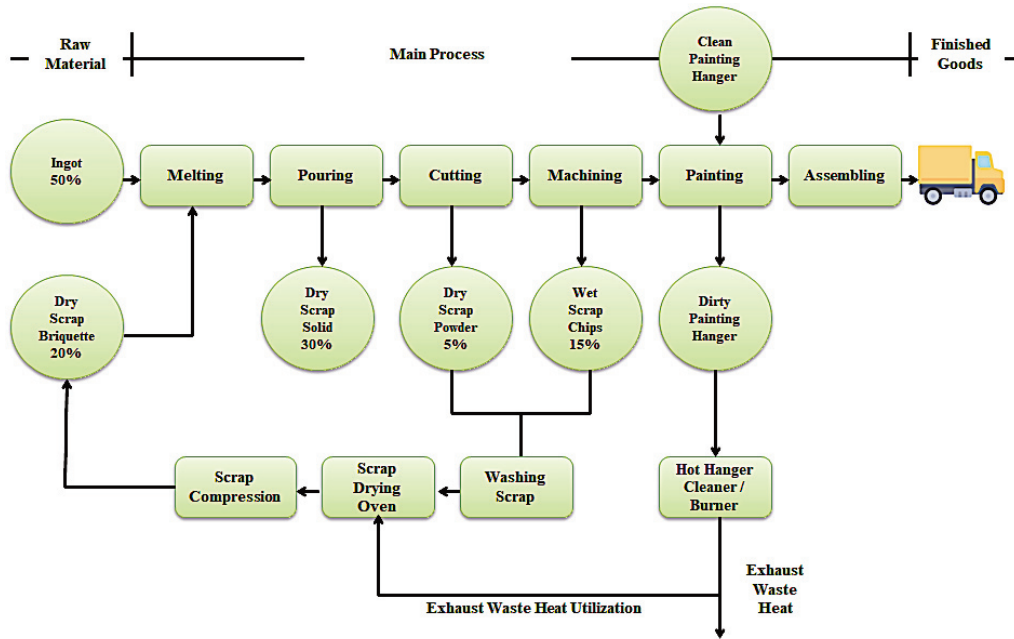 Raw
Material
Main Process
Clean
Painting
Hanger
Finished
Goods
Ingot
50%
Melting
Pouring
Cutting
Machining
Painting
Assembling
Dry
Scrap
Briquette
20%
Dry
Scrap
Solid
30%
Dry
Scrap
Powder
5%
Wet
Scrap
Chips
15%
Dirty
Painting
Hanger
Scrap
Compression
Scrap
Drying
Oven
Washing
Scrap
Hot Hanger
Cleaner /
Burner
Exhaust Waste Heat Utilization
Exhaust
Waste
Heat